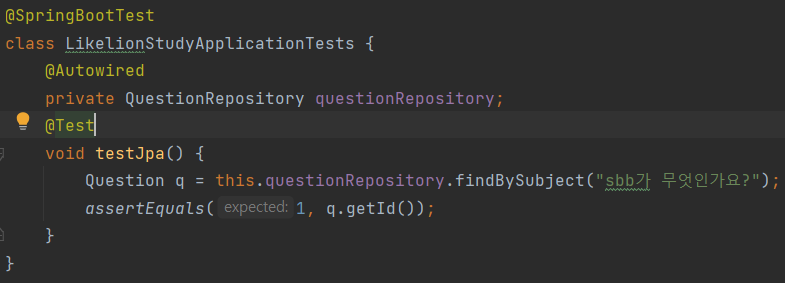 @SpringBootTest
class LikelionStudyApplicationTests {
@Autowired
private QuestionRepository questionRepository;
@Test
void testJpa() {
Question q = this.questionRepository.findBySubject("sbb가 무엇인가요?");
assertEquals( expected: 1, q.getId());
}
}